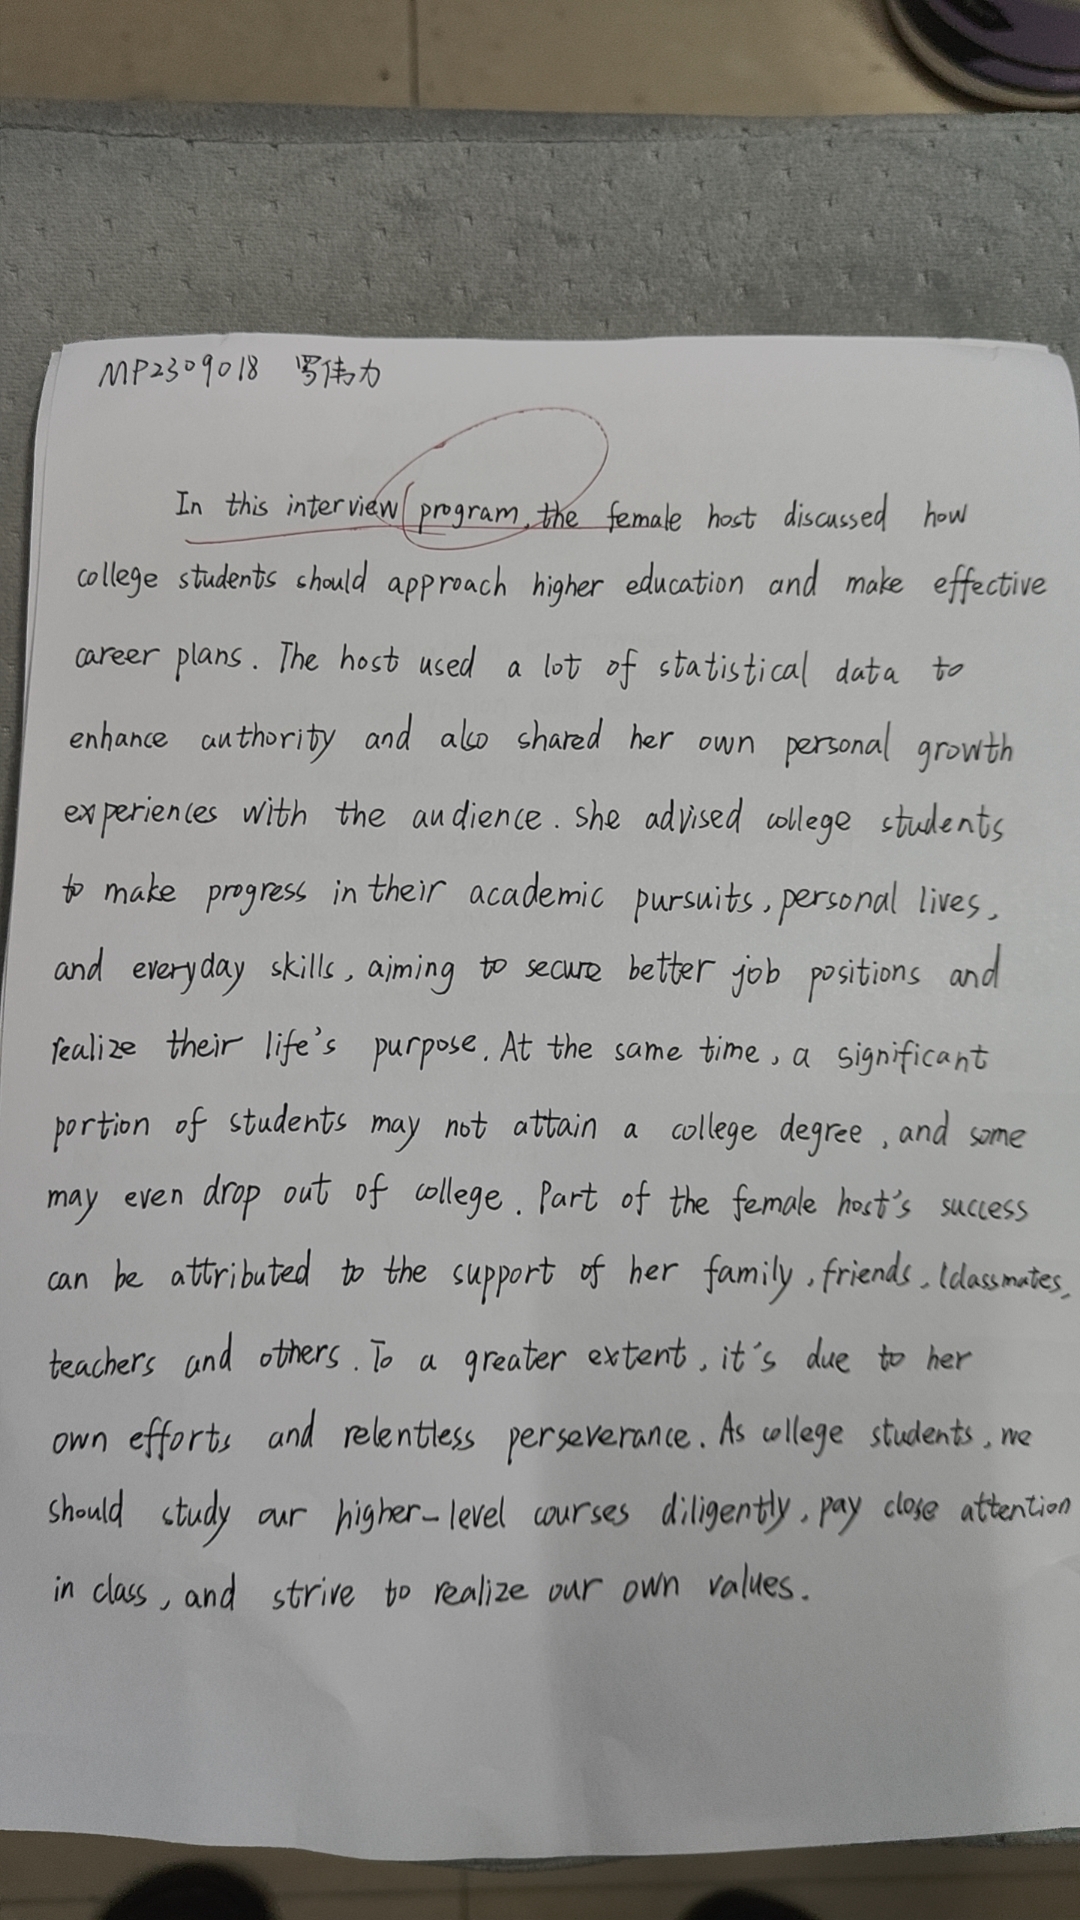 MP2309018 罗伟力
In this interview program, the female host discussed how
college students should approach higher education and make effective
career plans. The host used a lot of statistical data to
enhance authority and also shared her own personal growth
experiences with the audience. She advised college students
to make progress in their academic pursuits, personal lives,
and everyday skills, aiming to secure better job positions and
realize their life's purpose. At the same time, a significant
portion of students may not attain a college degree, and some
may even drop out of college. Part of the female host's success
can be attributed to the support of her family, friends, classmates,
teachers and others. To a greater extent, it's due to her
own efforts and relentless perseverance. As college students, we
should study our higher-level courses diligently, pay close attention
in class, and strive to realize our own values.